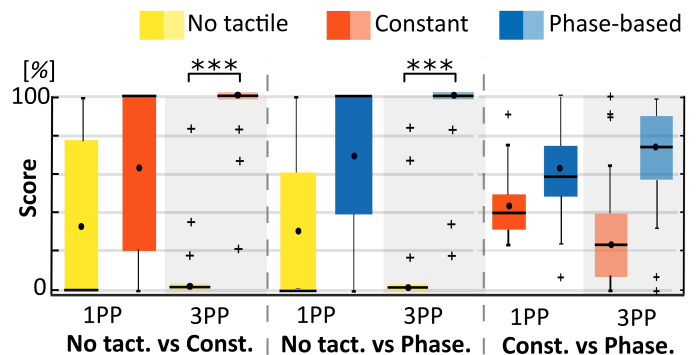 No tactile Constant Phase-based
[%]
***
***
100
Score
0
1PP 3PP 1PP 3PP 1PP 3PP
No tact. vs Const. No tact. vs Phase. Const. vs Phase.